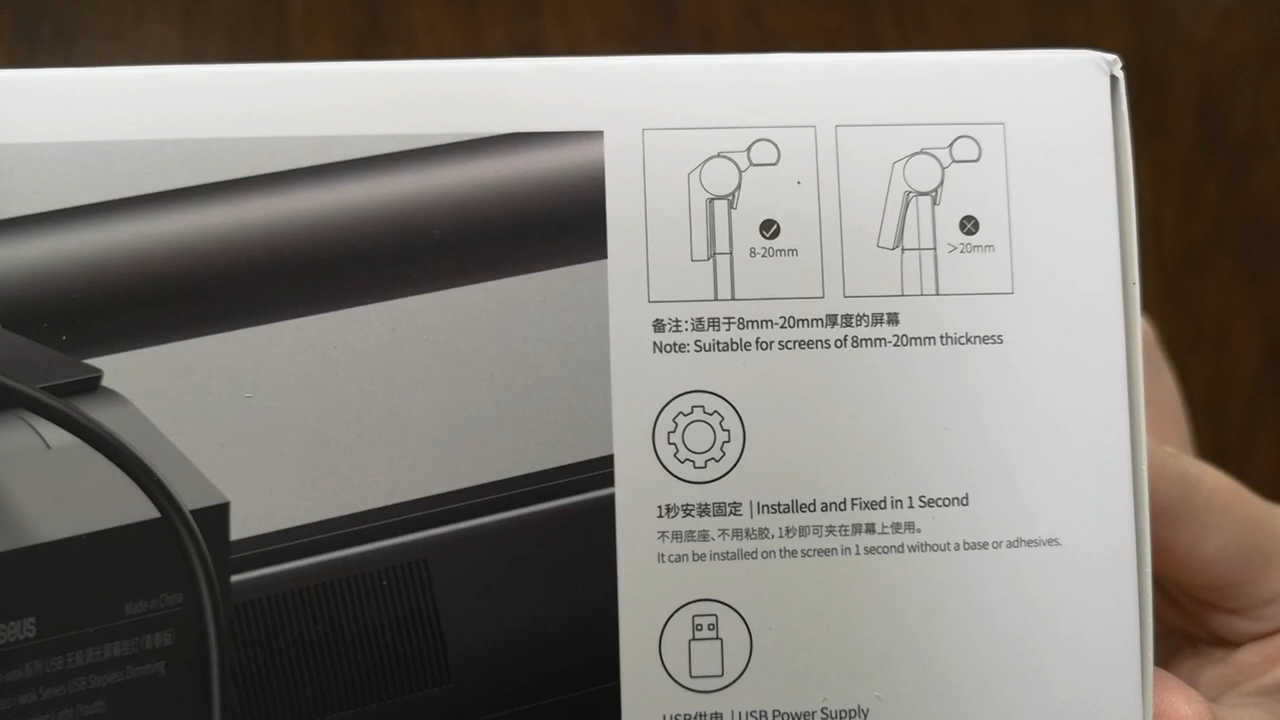 8-20mm
>20mm
备注:适用于8mm-20mm厚度的屏幕
Note: Suitable for screens of 8mm-20mm thickness
1秒安装固定 | Installed and Fixed in 1 Second
不用底座、不用粘胶, 1秒即可夹在屏幕上使用。
It can be installed on the screen in 1 second without a base or adhesives.
USB供电 | USB Power Supply
Made in China
seus
-wok系列 USB 无极调光屏幕挂灯(青春版)
i-wok Series USB Stepless Dimming
(Youth)